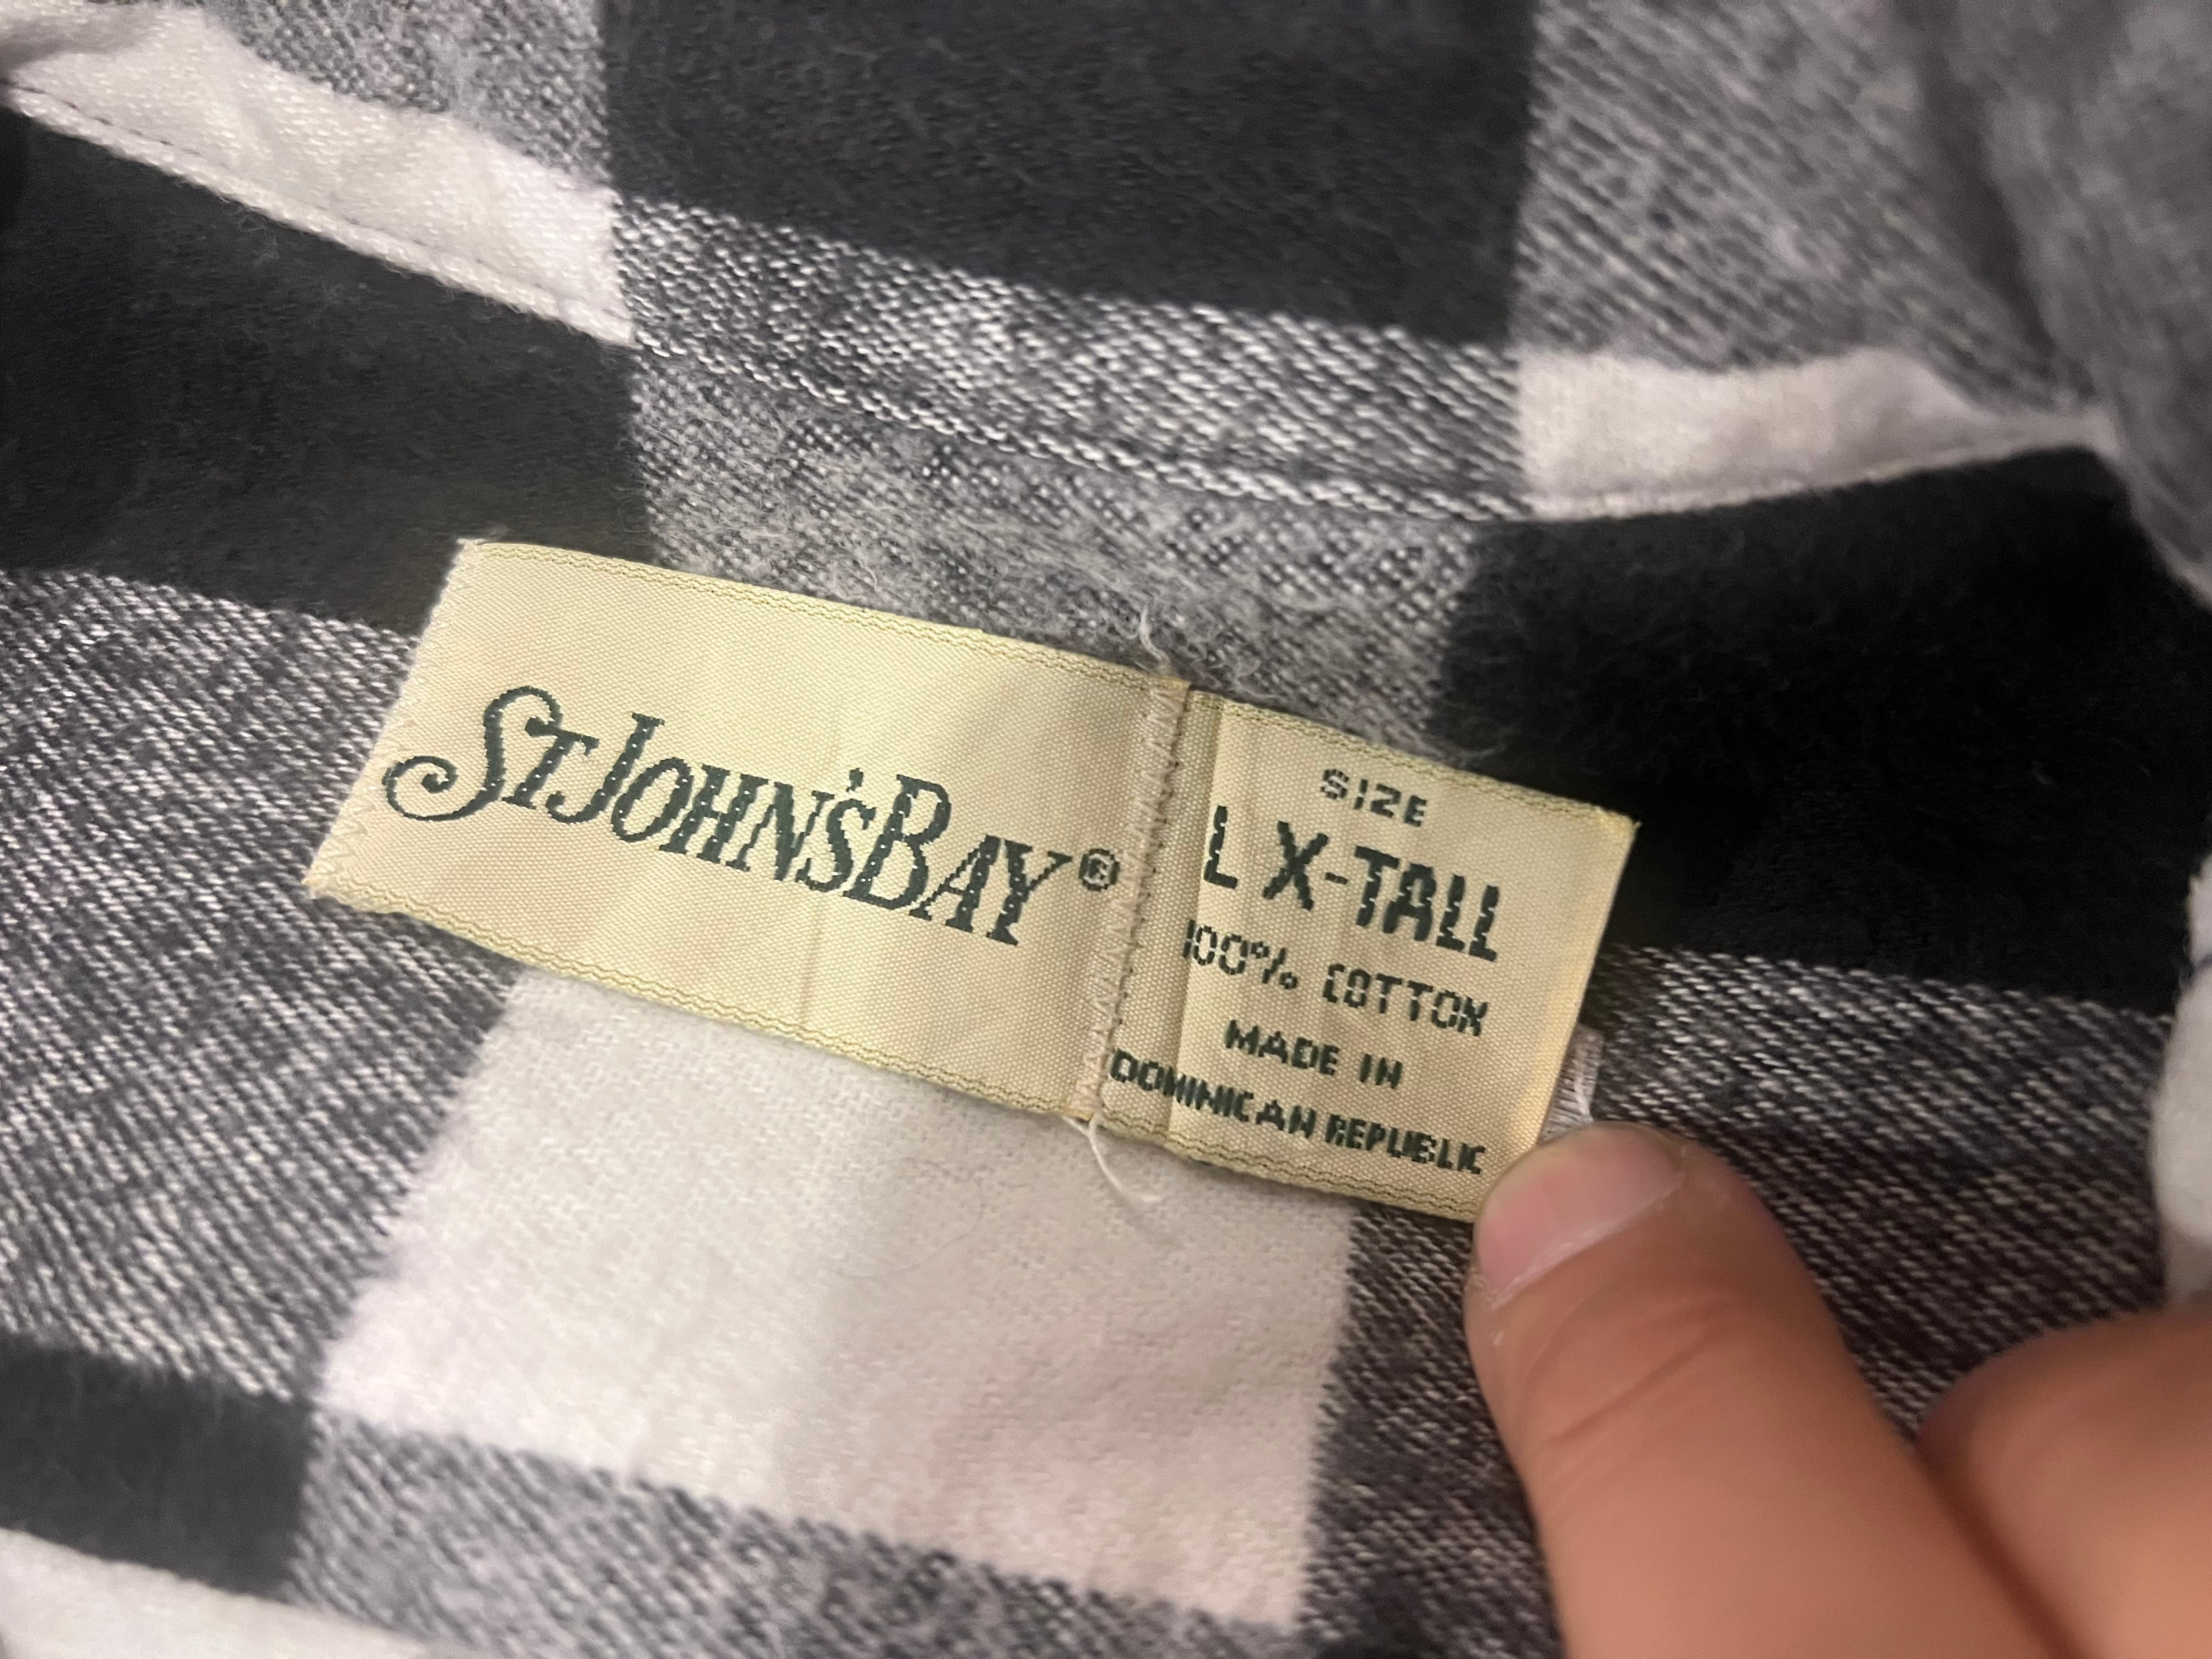 ST JOHN'S BAY®
SIZE
L X-TALL
100% COTTON
MADE IN
DOMINICAN REPUBLIC